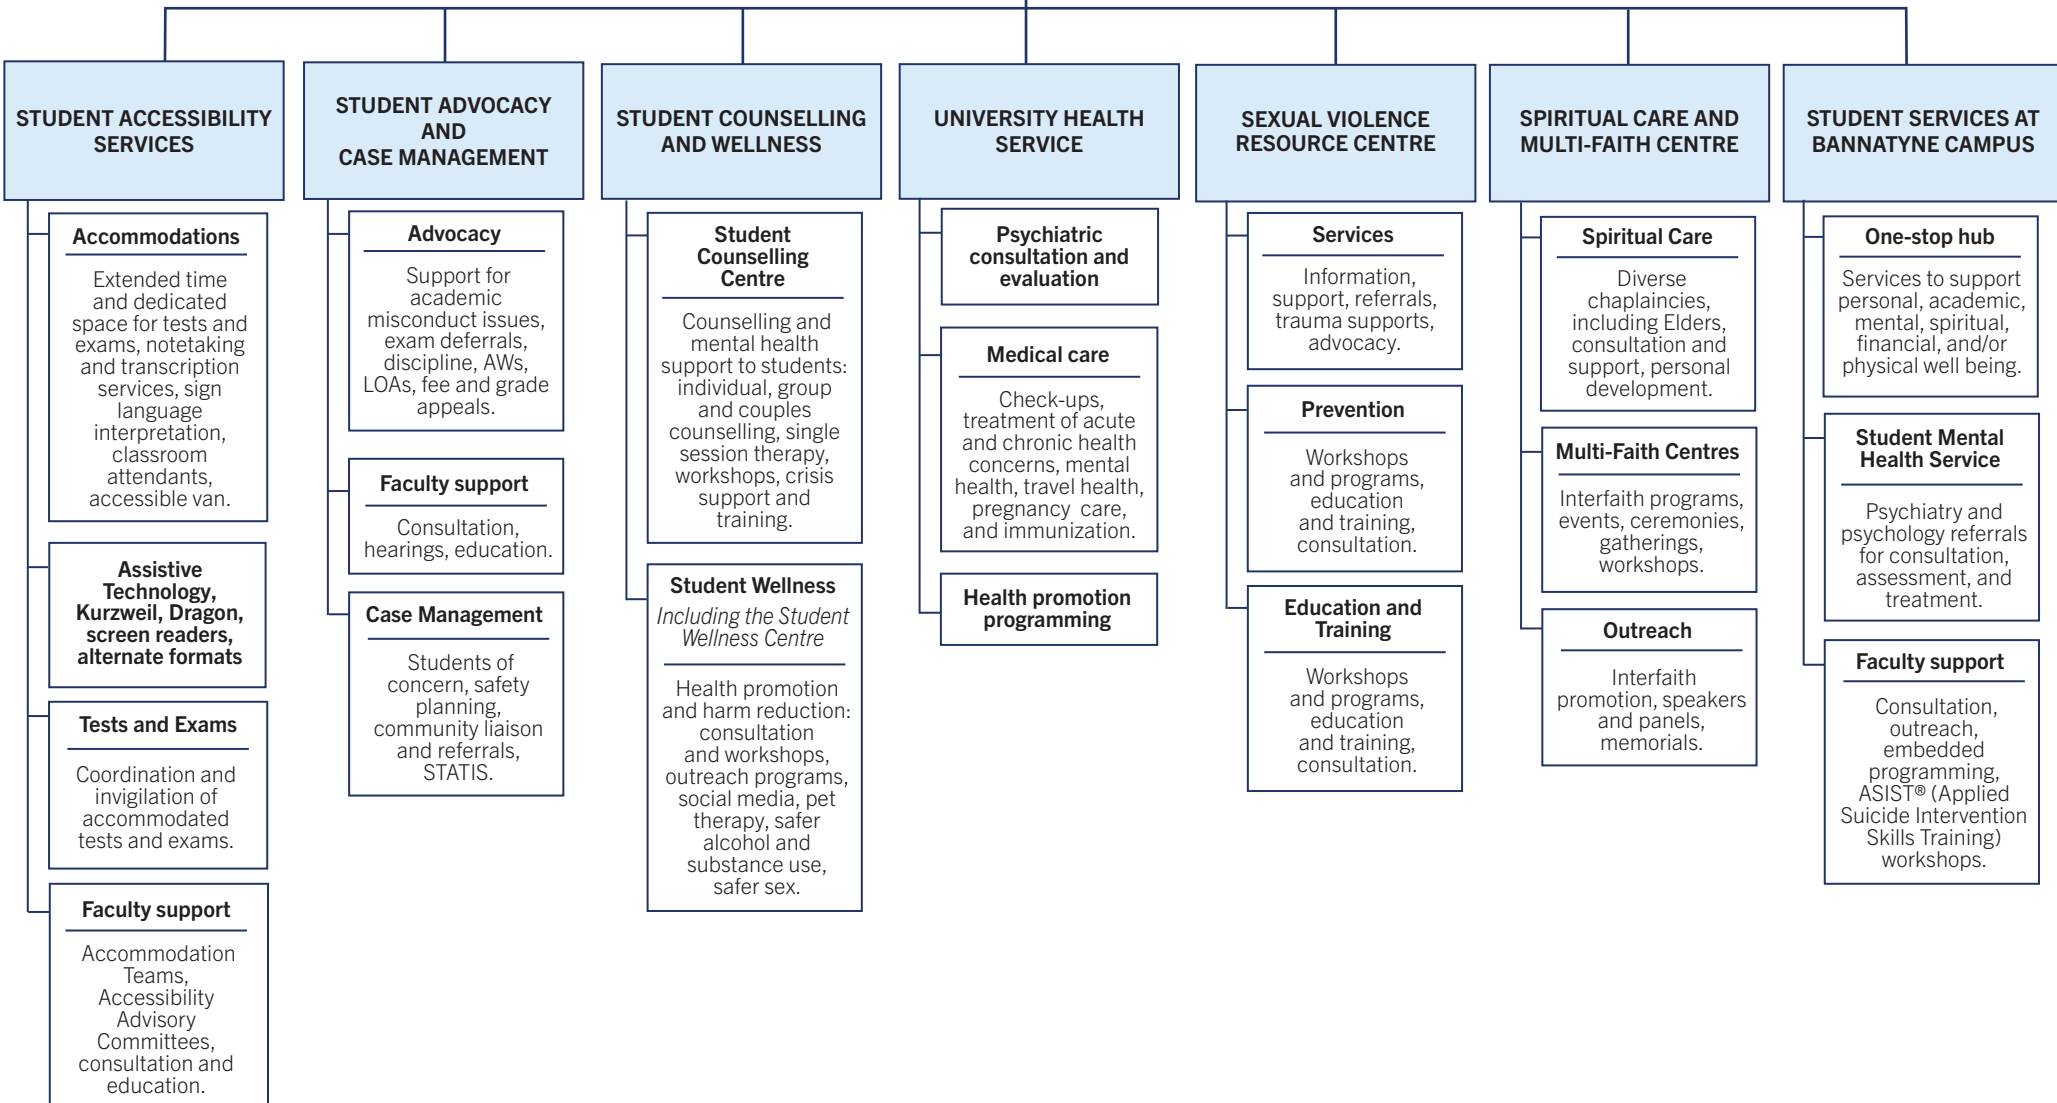 STUDENT ACCESSIBILITY
SERVICES
Accommodations
Extended time
and dedicated
space for tests and
exams, notetaking
and transcription
services, sign
language
interpretation,
classroom
attendants,
accessible van.
Assistive
Technology,
Kurzweil, Dragon,
screen readers,
alternate formats
Tests and Exams
Coordination and
invigilation of
accommodated
tests and exams.
Faculty support
Accommodation
Teams,
Accessibility
Advisory
Committees,
consultation and
education.
STUDENT ADVOCACY
AND
CASE MANAGEMENT
Advocacy
Support for
academic
misconduct issues,
exam deferrals,
discipline, AWs,
LOAs, fee and grade
appeals.
Faculty support
Consultation,
hearings, education.
Case Management
Students of
concern, safety
planning,
community liaison
and referrals,
STATIS.
STUDENT COUNSELLING
AND WELLNESS
Student
Counselling
Centre
Counselling and
mental health
support to students:
individual, group
and couples
counselling, single
session therapy,
workshops, crisis
support and
training.
Student Wellness
Including the Student
Wellness Centre
Health promotion
and harm reduction:
consultation
and workshops,
outreach programs,
social media, pet
therapy, safer
alcohol and
substance use,
safer sex.
UNIVERSITY HEALTH
SERVICE
Psychiatric
consultation and
evaluation
Medical care
Check-ups,
treatment of acute
and chronic health
concerns, mental
health, travel health,
pregnancy care,
and immunization.
Health promotion
programming
SEXUAL VIOLENCE
RESOURCE CENTRE
Services
Information,
support, referrals,
trauma supports,
advocacy.
Prevention
Workshops
and programs,
education
and training,
consultation.
Education and
Training
Workshops
and programs,
education
and training,
consultation.
SPIRITUAL CARE AND
MULTI-FAITH CENTRE
Spiritual Care
Diverse
chaplaincies,
including Elders,
consultation and
support, personal
development.
Multi-Faith Centres
Interfaith programs,
events, ceremonies,
gatherings,
workshops.
Outreach
Interfaith
promotion, speakers
and panels,
memorials.
STUDENT SERVICES AT
BANNATYNE CAMPUS
One-stop hub
Services to support
personal, academic,
mental, spiritual,
financial, and/or
physical well being.
Student Mental
Health Service
Psychiatry and
psychology referrals
for consultation,
assessment, and
treatment.
Faculty support
Consultation,
outreach,
embedded
programming,
ASIST® (Applied
Suicide Intervention
Skills Training)
workshops.